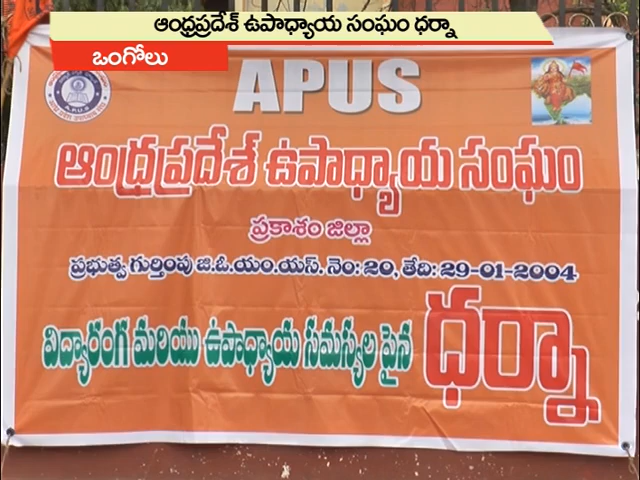 ఆంధ్రప్రదేశ్ ఉపాధ్యాయ సంఘం ధర్నా
ఒంగోలు
APUS
ఆంధ్రప్రదేశ్ ఉపాధ్యాయ సంఘం
ప్రకాశం జిల్లా
ప్రభుత్వ గుర్తింపు జి.ఓ.యం.యస్. నెం: 20, తేది: 29-01-2004
విద్యారంగ మరియు ఉపాధ్యాయ సమస్యల పైన ధర్నా